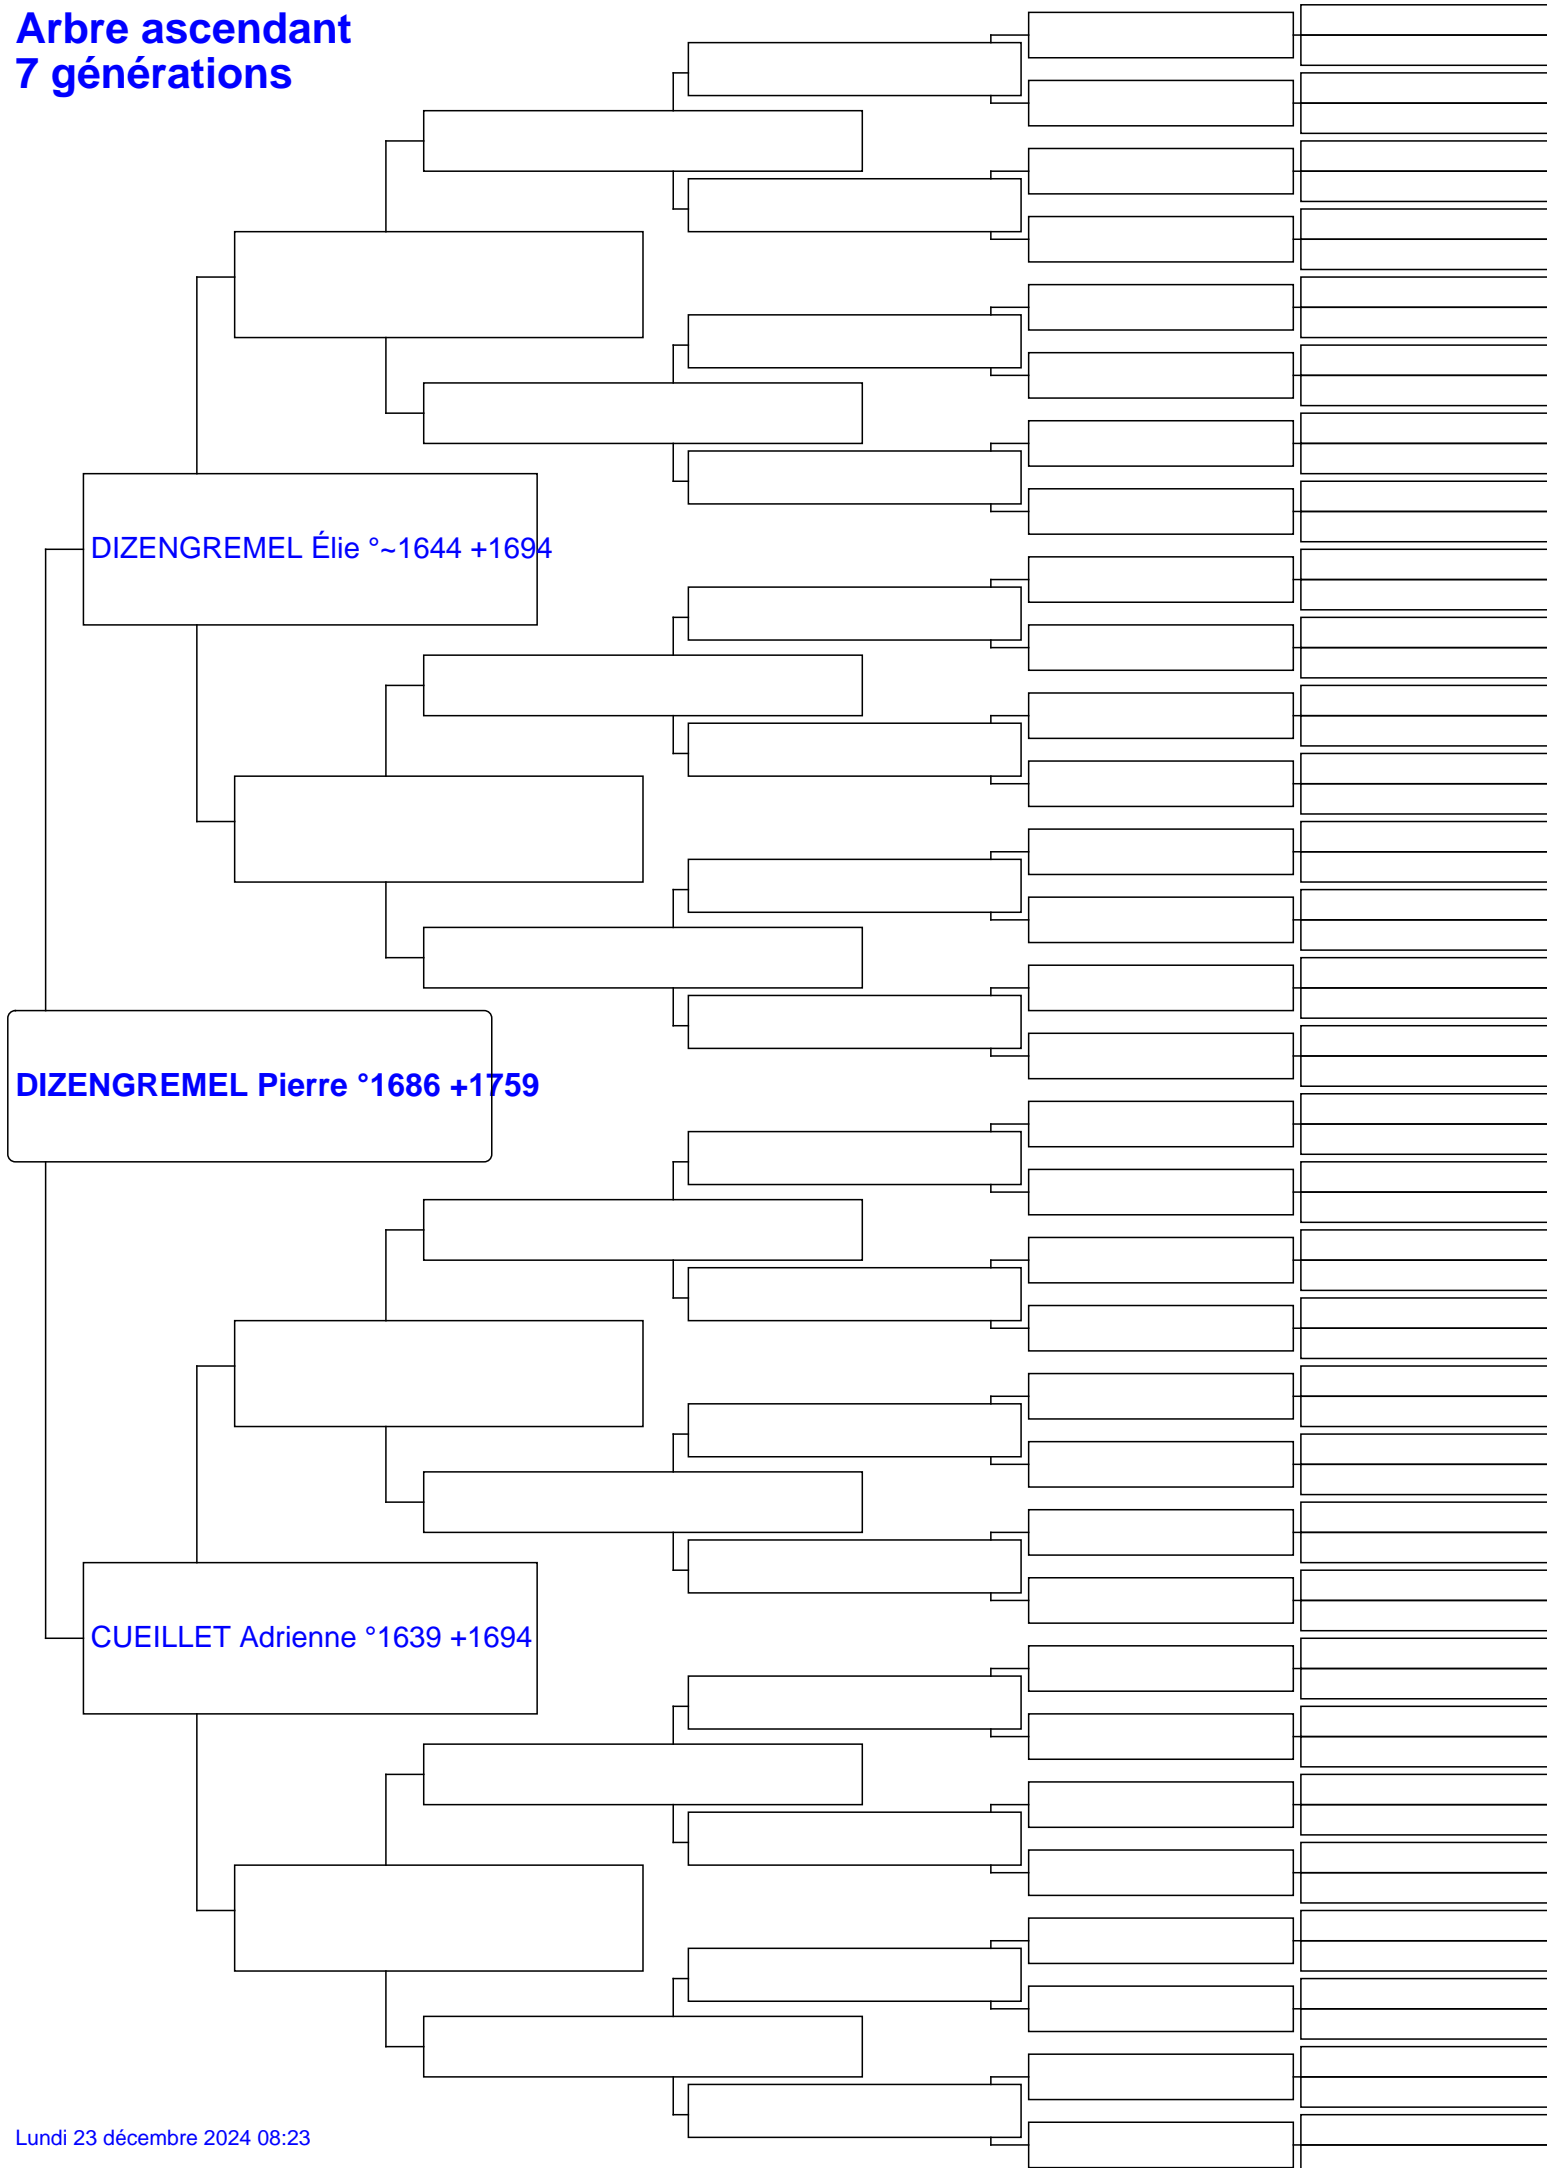 Arbre ascendant
7 générations
DIZENGREMEL Élie °~1644 +1694
DIZENGREMEL Pierre °1686 +1759
CUEILLET Adrienne °1639 +1694
Lundi 23 décembre 2024 08:23